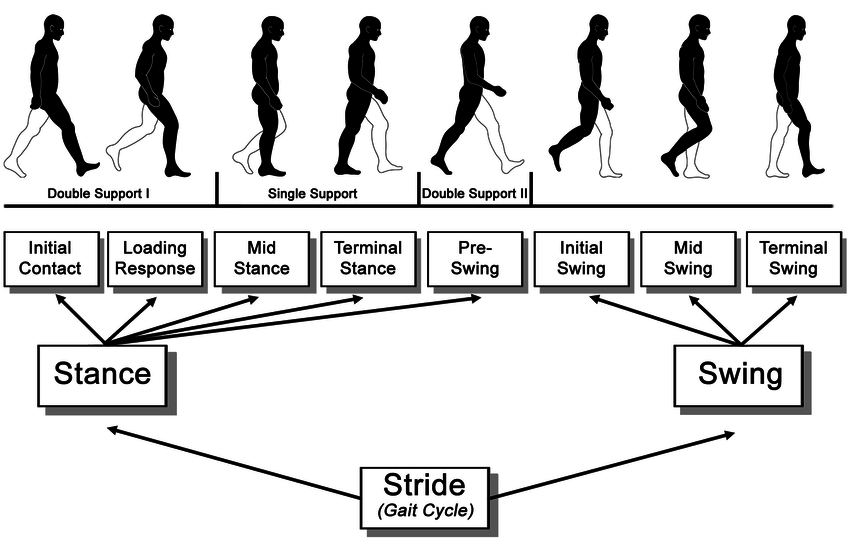 Double Support I
Single Support
Double Support II
Initial
Contact
Loading
Response
Mid
Stance
Terminal
Stance
Pre-
Swing
Initial
Swing
Mid
Swing
Terminal
Swing
Stance
Swing
Stride
(Gait Cycle)